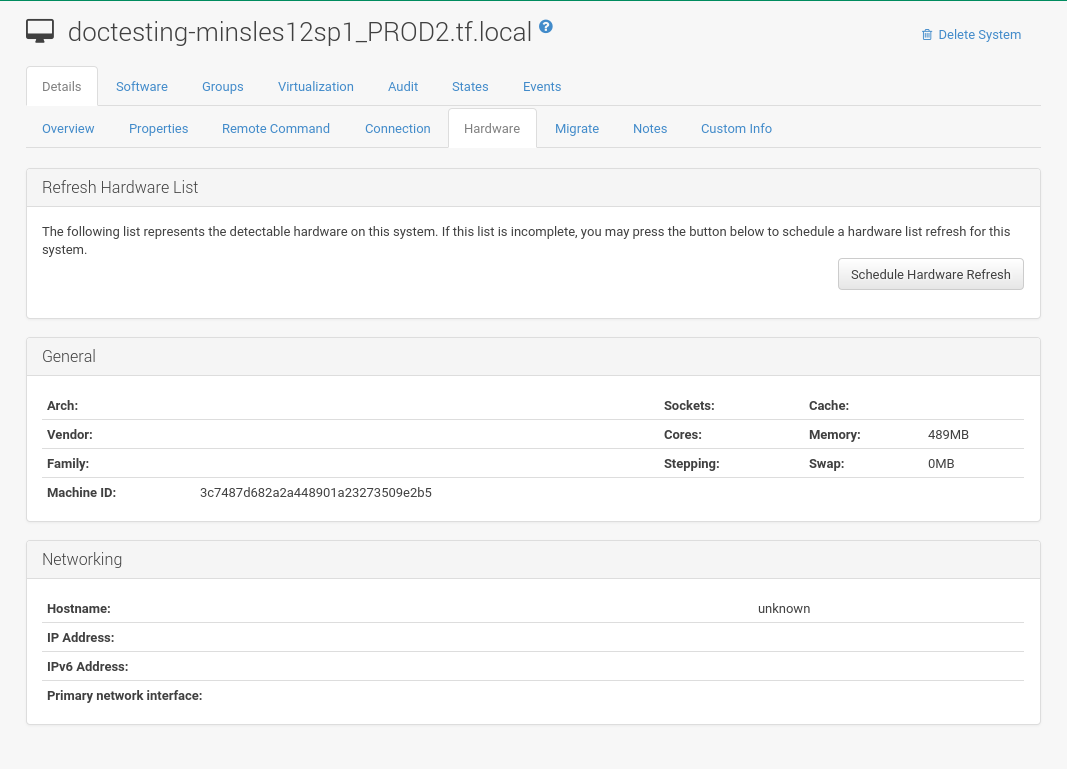 doctesting-minsles12sp1_PROD2.tf.local ?
Delete System
Details Software Groups Virtualization Audit States Events
Overview Properties Remote Command Connection Hardware Migrate Notes Custom Info
Refresh Hardware List
The following list represents the detectable hardware on this system. If this list is incomplete, you may press the button below to schedule a hardware list refresh for this
system.
Schedule Hardware Refresh
General
Arch: Sockets: Cache:
Vendor: Cores: Memory: 489MB
Family: Stepping: Swap: 0MB
Machine ID: 3c7487d682a2a448901a23273509e2b5
Networking
Hostname: unknown
IP Address:
IPv6 Address:
Primary network interface: